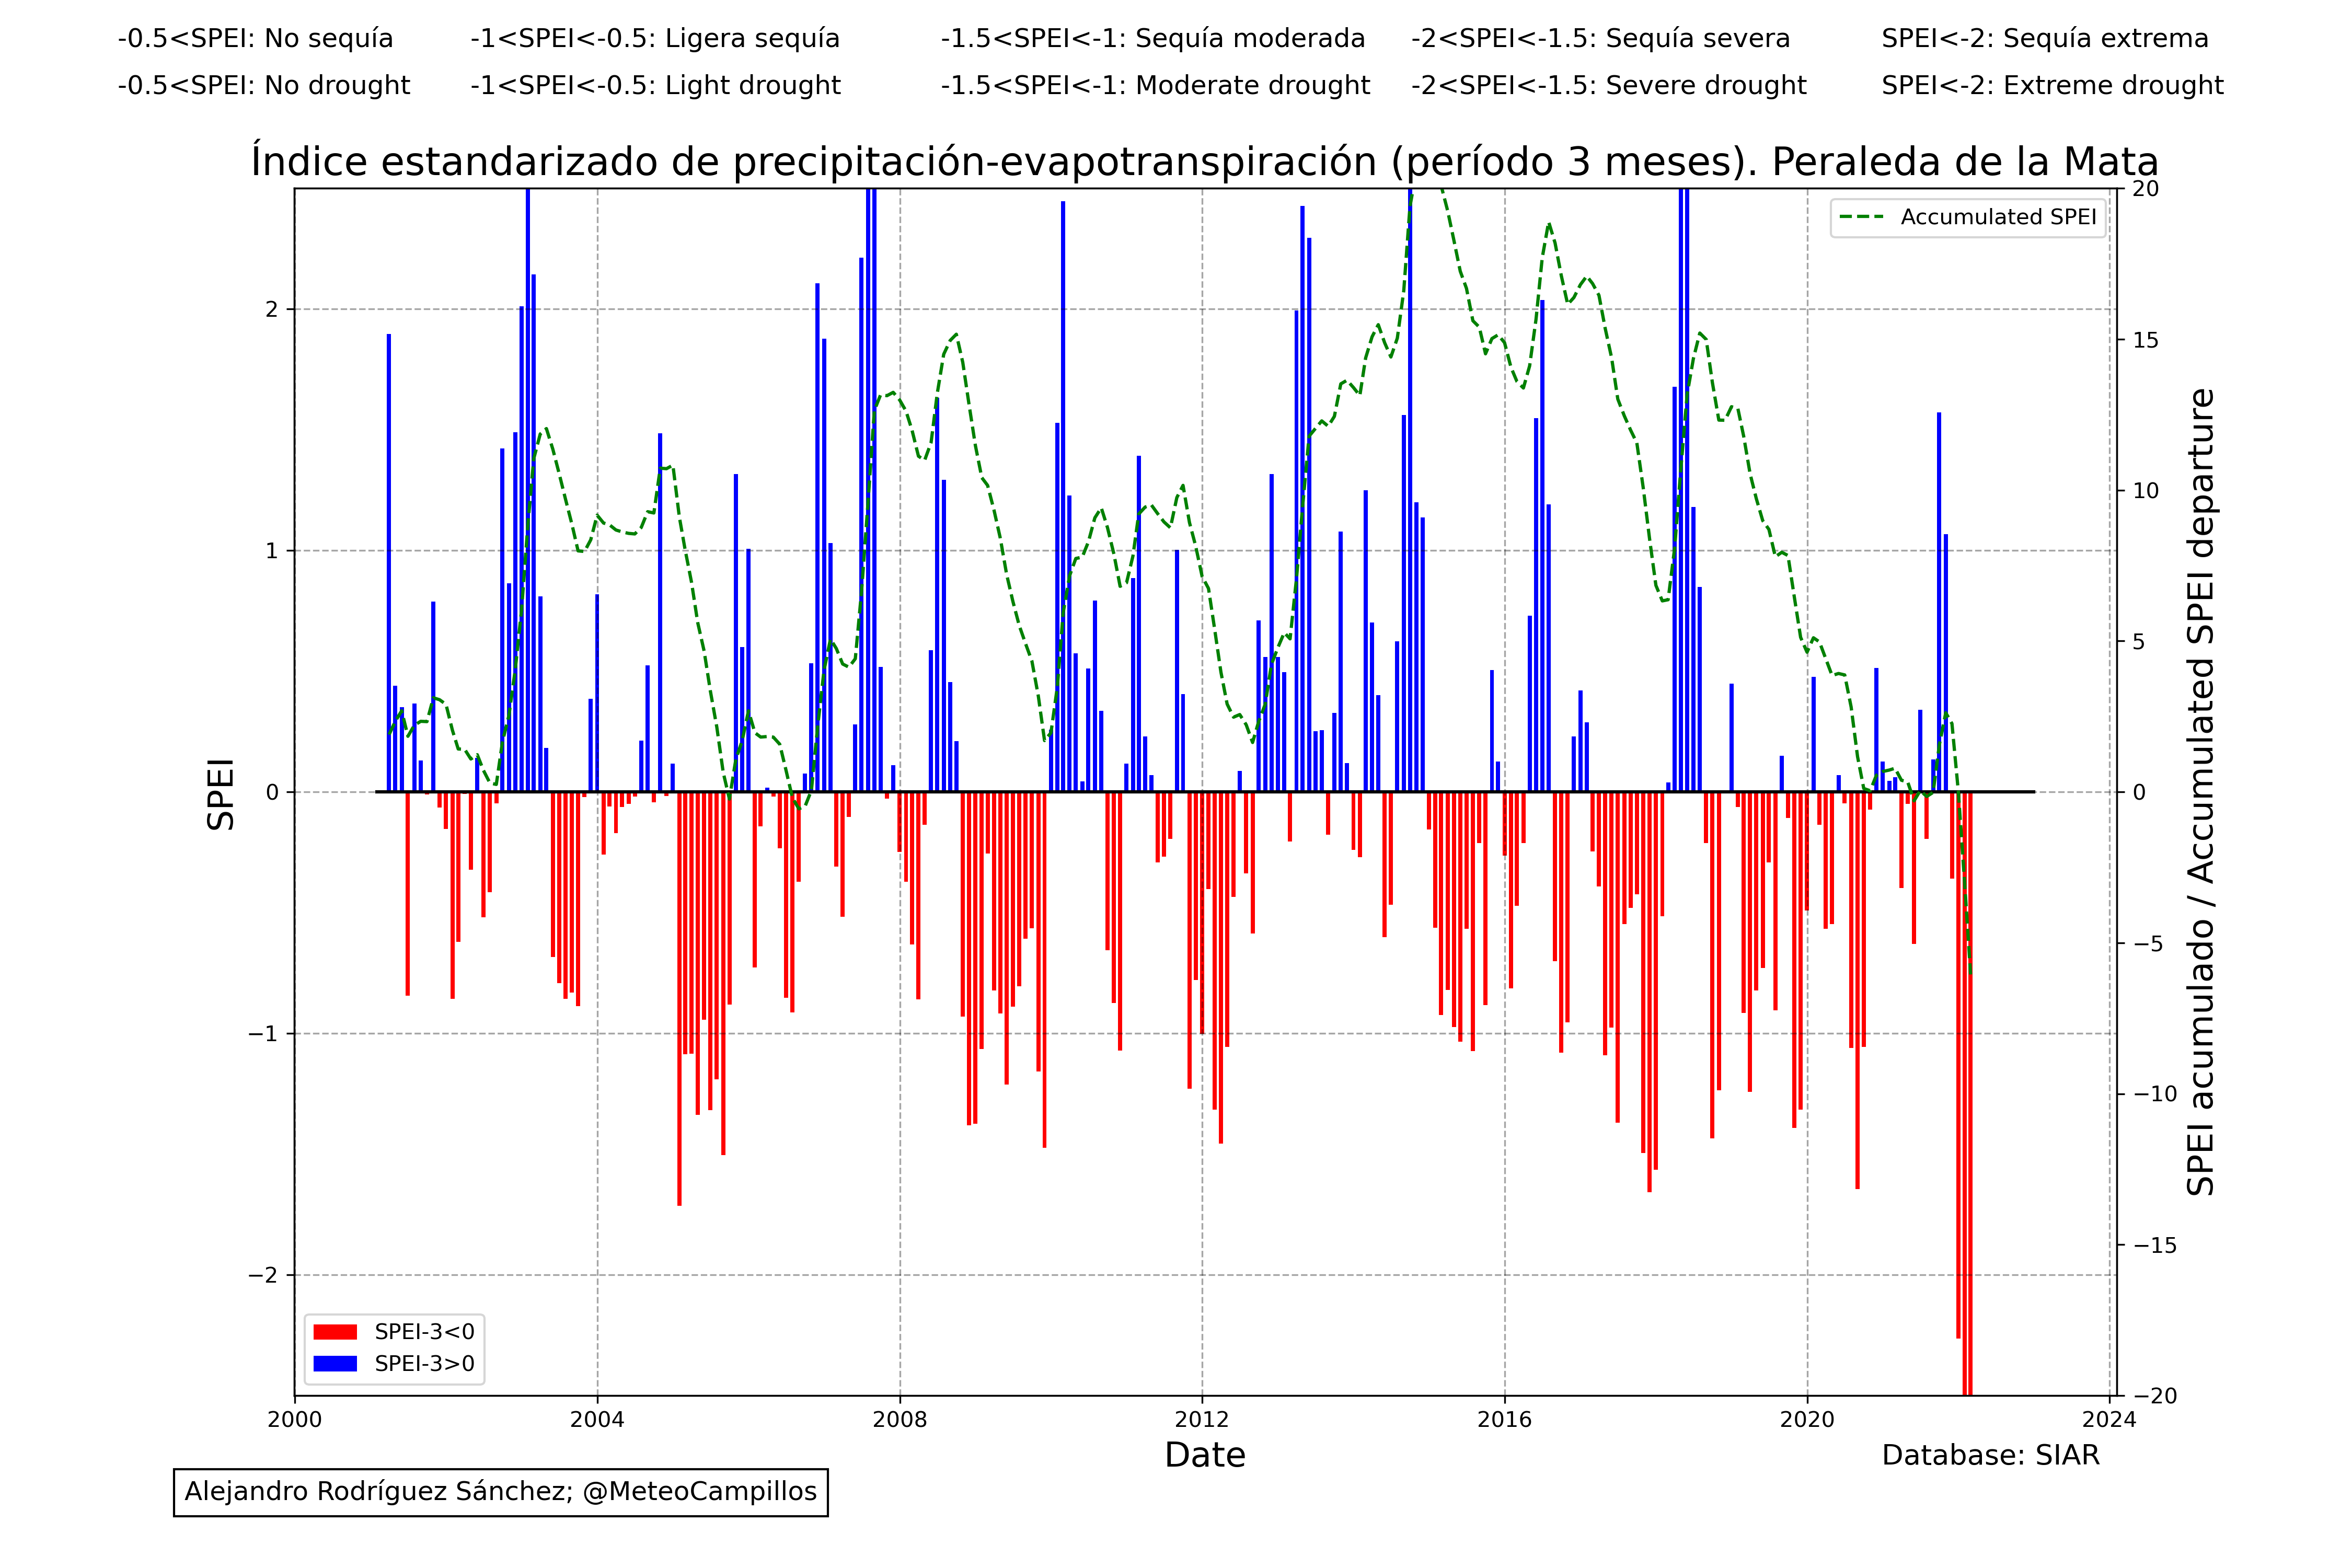 -0.5<SPEI: No sequía -1<SPEI<-0.5: Ligera sequía -1.5<SPEI<-1: Sequía moderada -2<SPEI<-1.5: Sequía severa SPEI<-2: Sequía extrema
-0.5<SPEI: No drought -1<SPEI<-0.5: Light drought -1.5<SPEI<-1: Moderate drought -2<SPEI<-1.5: Severe drought SPEI<-2: Extreme drought
Índice estandarizado de precipitación-evapotranspiración (período 3 meses). Peraleda de la Mata
Accumulated SPEI
SPEI
2
1
0
−1
−2
20
15
10
5
0
−5
−10
−15
−20
SPEI acumulado / Accumulated SPEI departure
SPEI-3<0
SPEI-3>0
2000 2004 2008 2012 2016 2020 2024
Date
Database: SIAR
Alejandro Rodríguez Sánchez; @MeteoCampillos